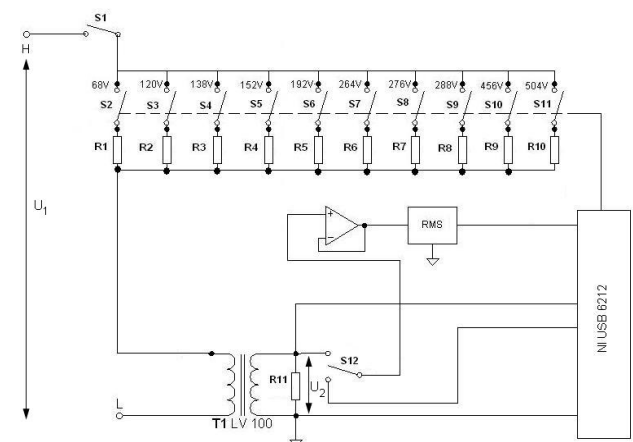 S1
H
68V 120V 138V 152V 192V 264V 276V 288V 456V 504V
S2 S3 S4 S5 S6 S7 S8 S9 S10 S11
R1 R2 R3 R4 R5 R6 R7 R8 R9 R10
U1
+
RMS
-
NI USB 6212
S12
R11
U2
L
T1 LV 100